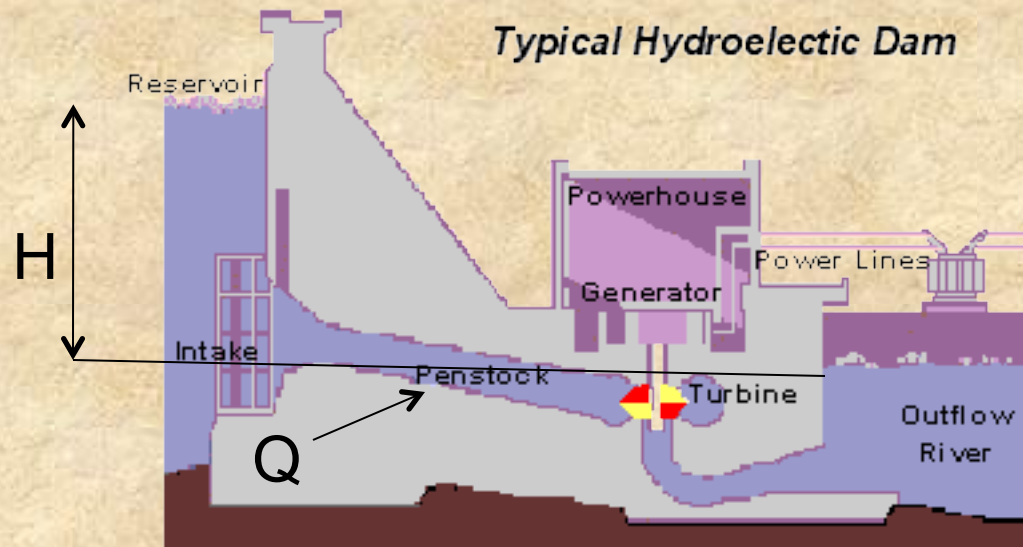 Typical Hydroelectic Dam
Reservoir
Powerhouse
H
Power Lines
Generator
Intake
Penstock
Turbine
Outflow
River
Q